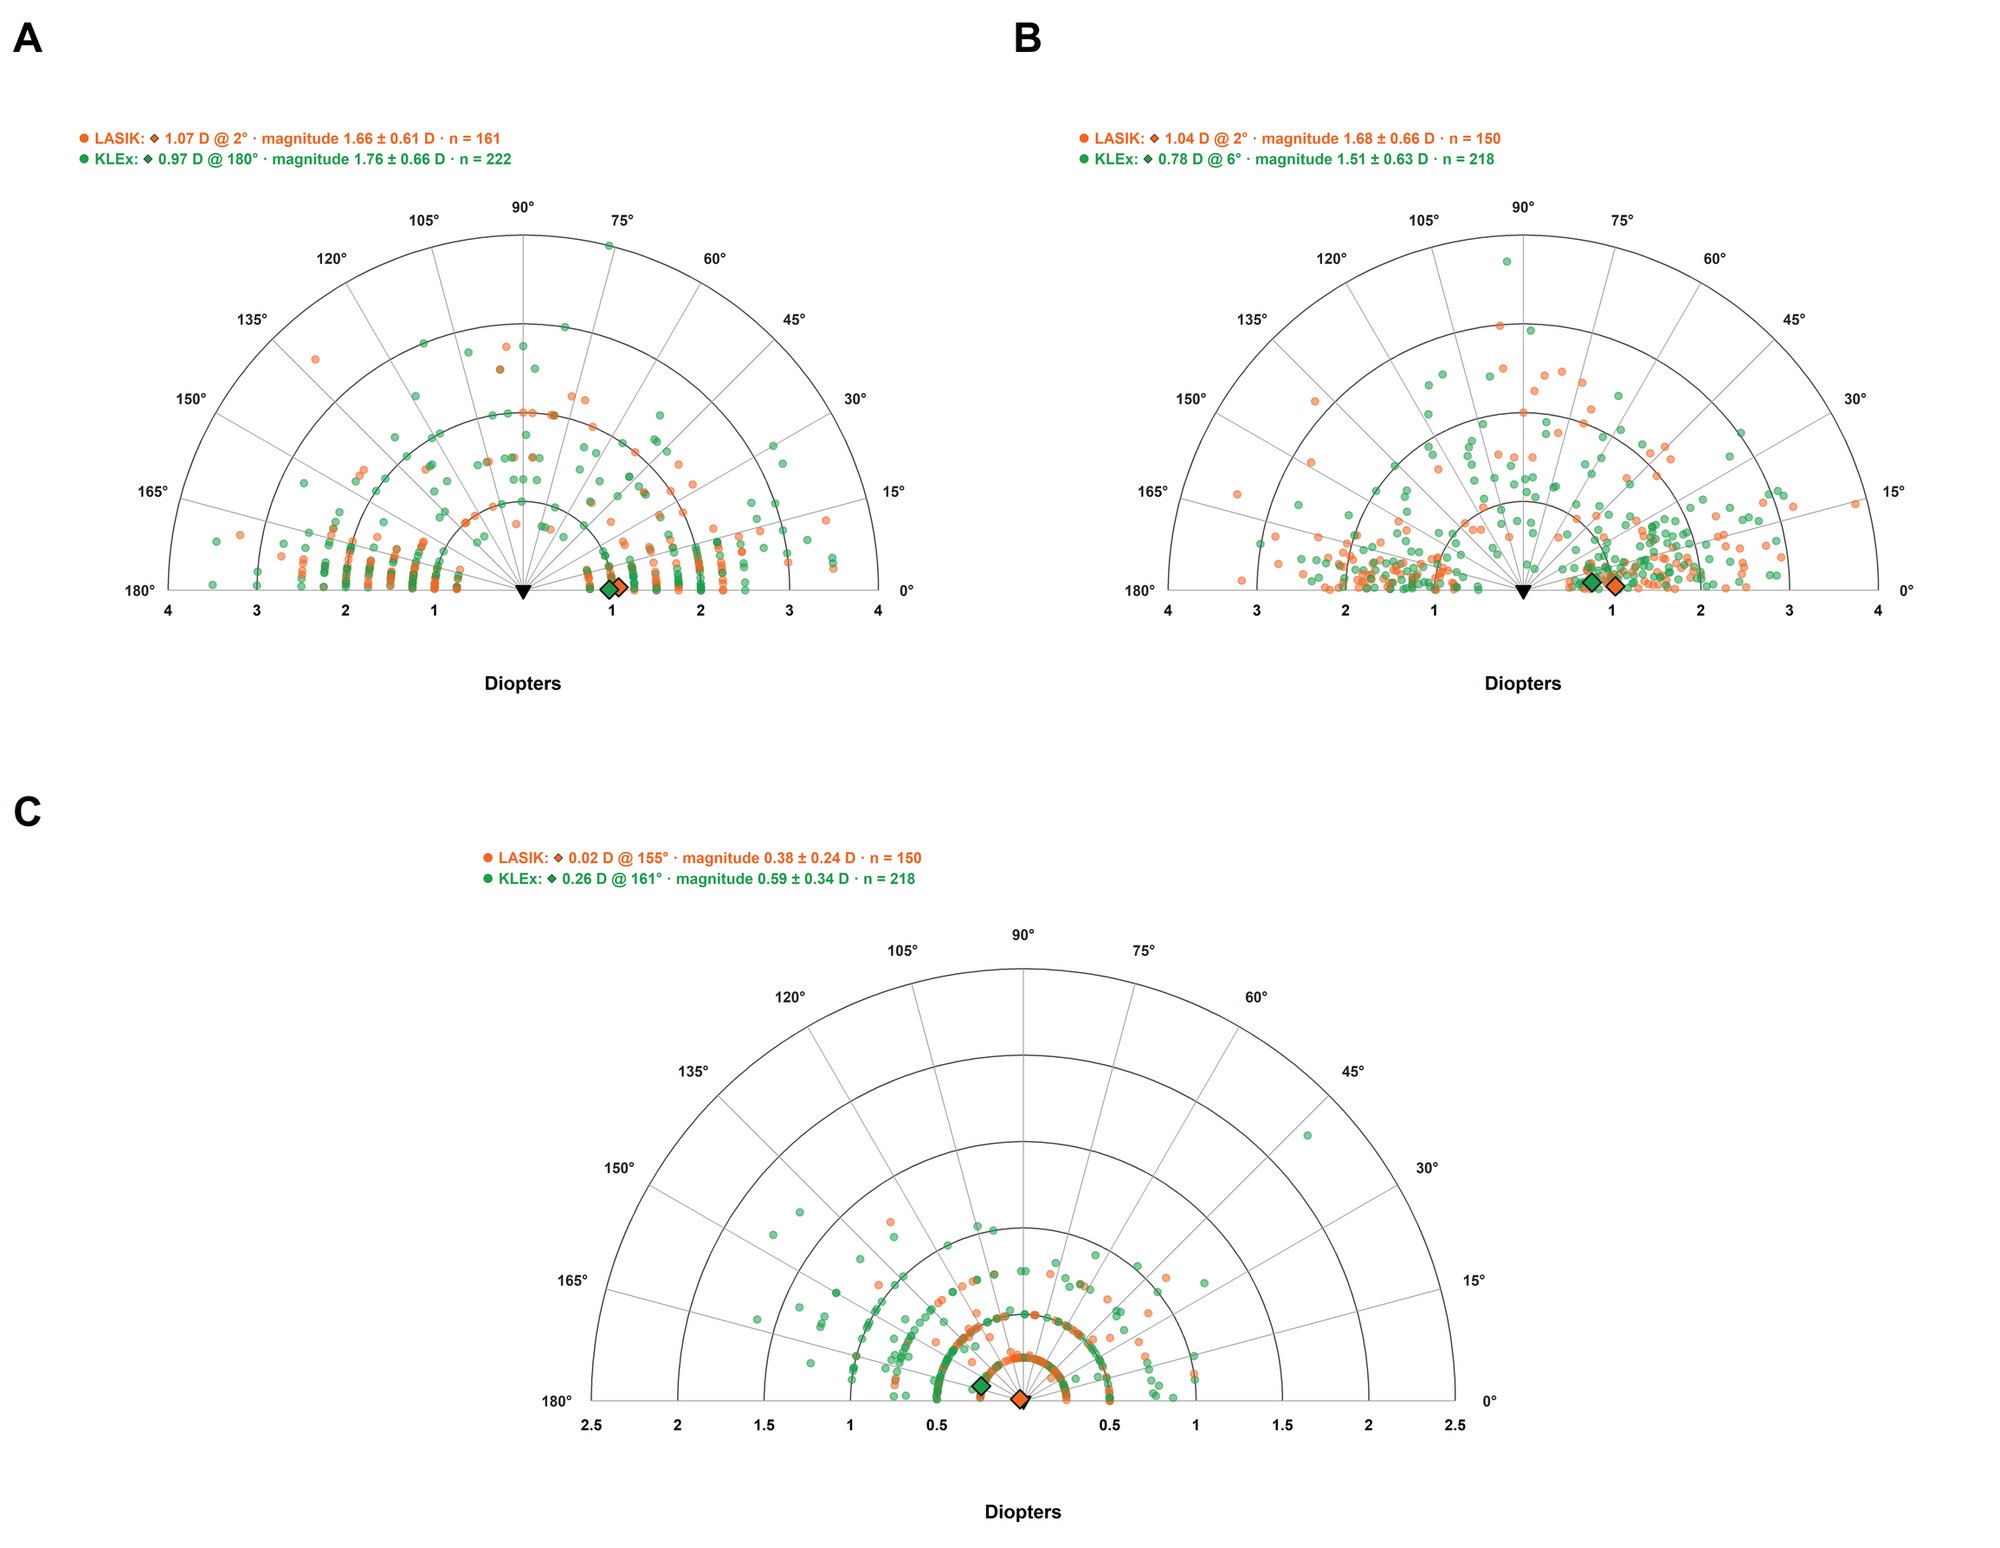 A
LASIK: 1.07 D @ 2° · magnitude 1.66 ± 0.61 D · n = 161
KLEx: 0.97 D @ 180° · magnitude 1.76 ± 0.66 D · n = 222
90°
105° 75°
120° 60°
135° 45°
150° 30°
165° 15°
180° 0°
4 3 2 1 1 2 3 4
Diopters
B
LASIK: 1.04 D @ 2° · magnitude 1.68 ± 0.66 D · n = 150
KLEx: 0.78 D @ 6° · magnitude 1.51 ± 0.63 D · n = 218
90°
105° 75°
120° 60°
135° 45°
150° 30°
165° 15°
180° 0°
4 3 2 1 1 2 3 4
Diopters
C
LASIK: 0.02 D @ 155° · magnitude 0.38 ± 0.24 D · n = 150
KLEx: 0.26 D @ 161° · magnitude 0.59 ± 0.34 D · n = 218
90°
105° 75°
120° 60°
135° 45°
150° 30°
165° 15°
180° 0°
2.5 2 1.5 1 0.5 0.5 1 1.5 2 2.5
Diopters